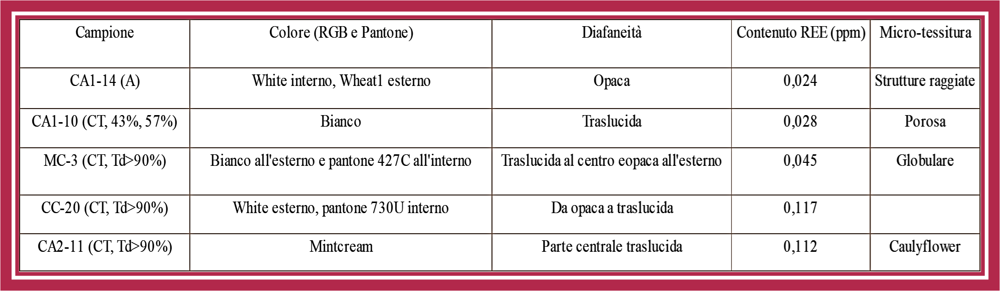 Campione Colore (RGB e Pantone) Diafaneità Contenuto REE (ppm) Micro-tessitura
CA1-14 (A) White interno, Wheat1 esterno Opaca 0,024 Strutture raggiate
CA1-10 (CT, 43%, 57%) Bianco Traslucida 0,028 Porosa
MC-3 (CT, Td>90%) Bianco all'esterno e pantone 427C all'interno Traslucida al centro eopaca all'esterno 0,045 Globulare
CC-20 (CT, Td>90%) White esterno, pantone 730U interno Da opaca a traslucida 0,117
CA2-11 (CT, Td>90%) Mintcream Parte centrale traslucida 0,112 Caulyflower